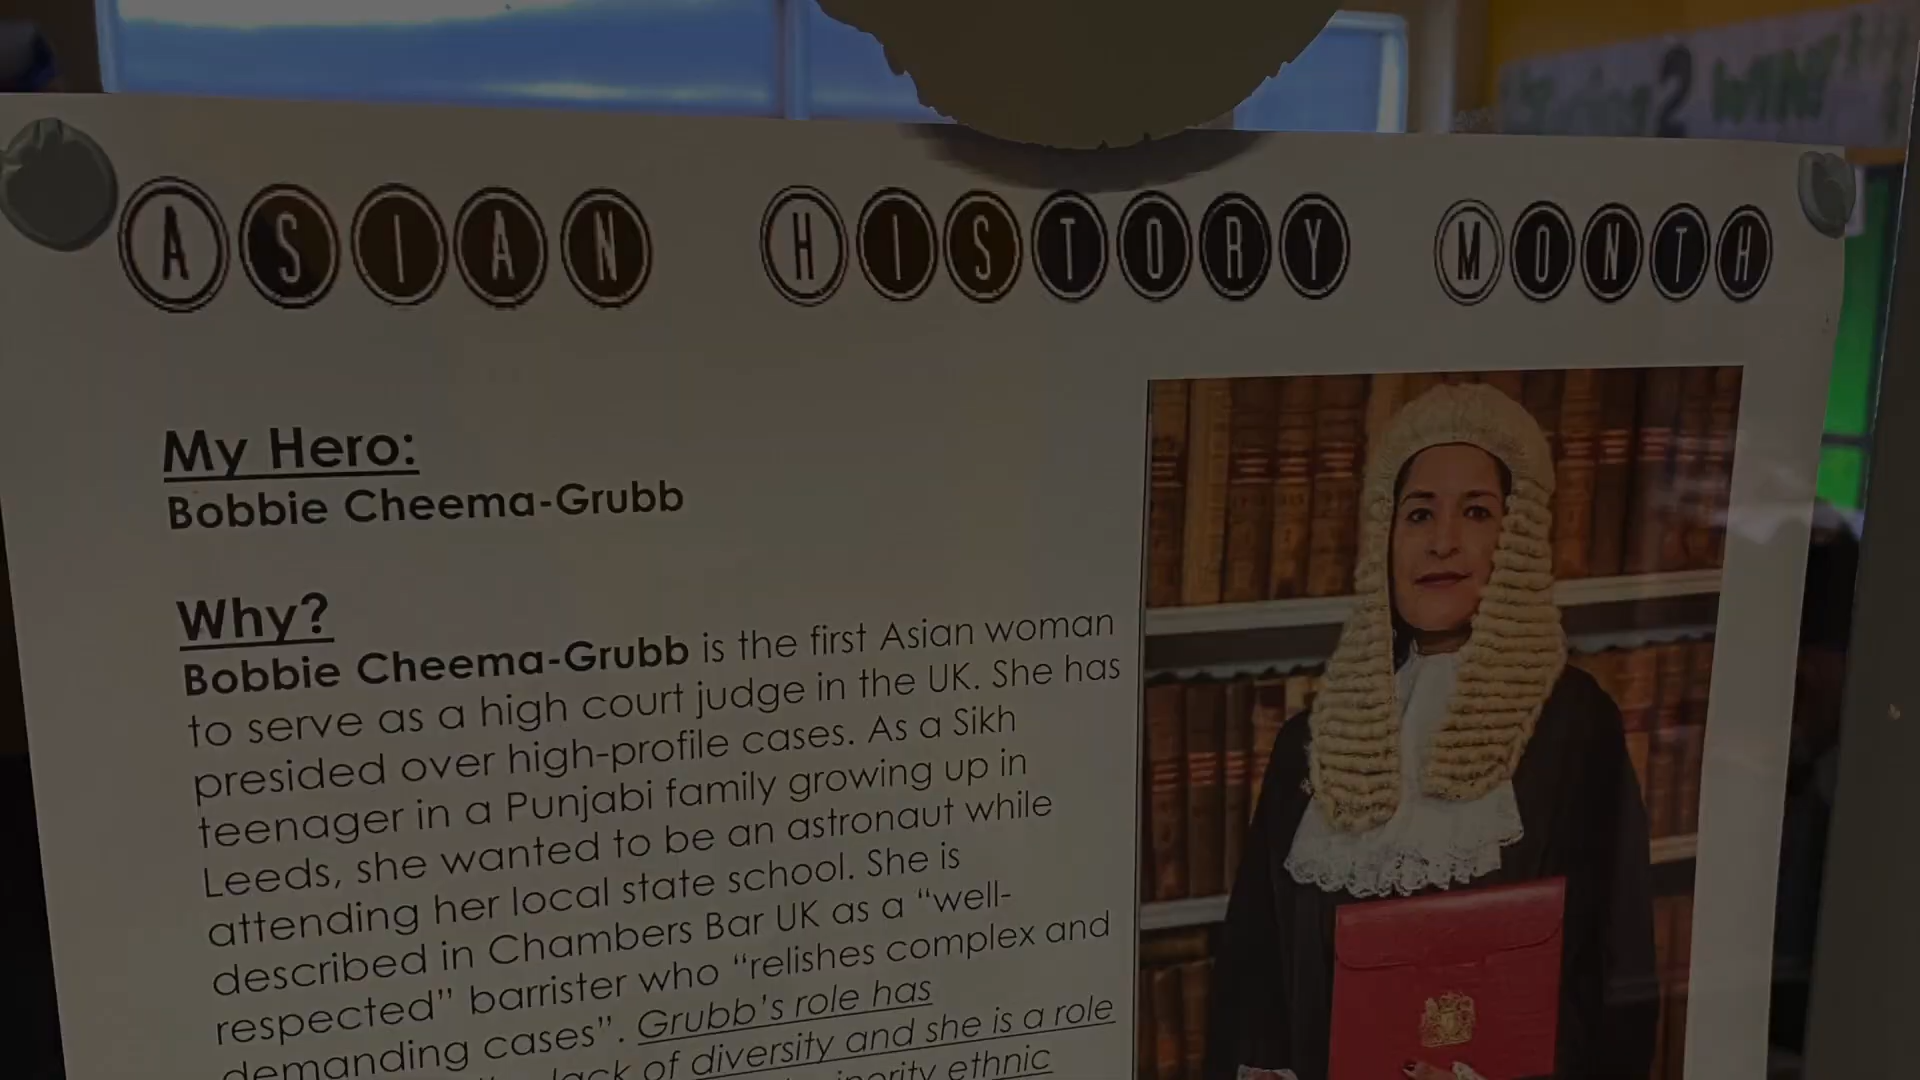 ASIAN HISTORY MONTH
My Hero:
Bobbie Cheema-Grubb
Why?
Bobbie Cheema-Grubb is the first Asian woman
to serve as a high court judge in the UK. She has
presided over high-profile cases. As a Sikh
teenager in a Punjabi family growing up in
Leeds, she wanted to be an astronaut while
attending her local state school. She is
described in Chambers Bar UK as a “well-
respected” barrister who “relishes complex and
demanding cases”. Grubb’s role has
lack of diversity and she is a role
ethnic